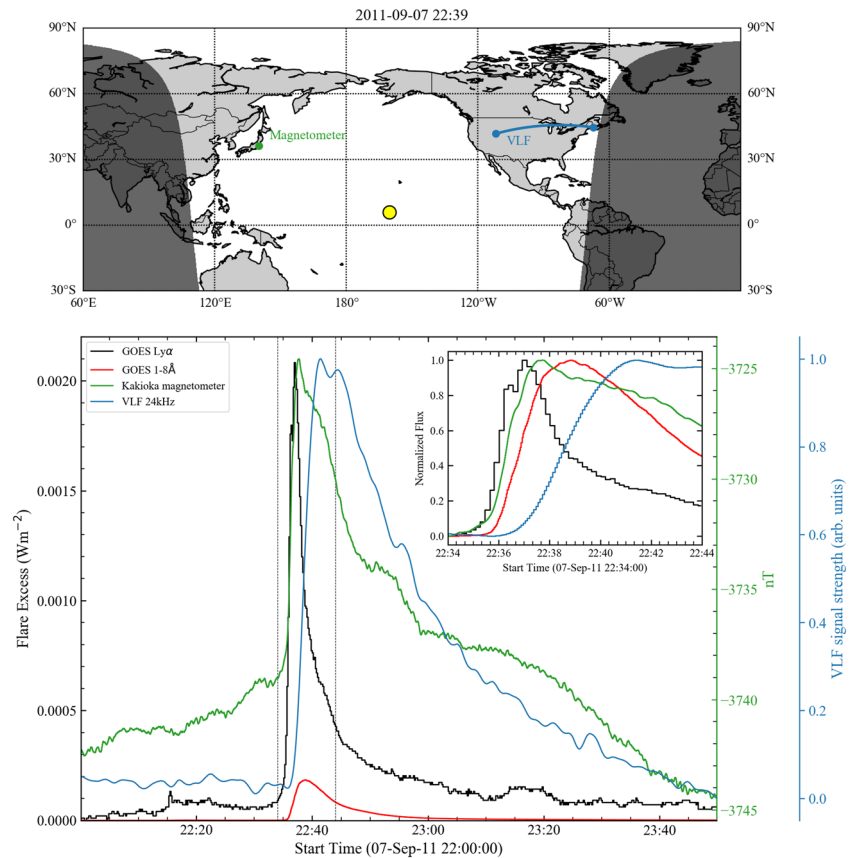 2011-09-07 22:39
90°N
90°N
60°N
60°N
Magnetometer
VLF
30°N
30°N
0°
0°
30°S
30°S
60°E
120°E
180°
120°W
60°W
GOES Lyα
GOES 1-8Å
Kakioka magnetometer
VLF 24kHz
0.0020
0.0015
0.0010
0.0005
0.0000
Flare Excess (Wm⁻²)
22:20
22:40
23:00
23:20
23:40
Start Time (07-Sep-11 22:00:00)
1.0
0.8
0.6
0.4
0.2
0.0
Normalized Flux
22:34
22:36
22:38
22:40
22:42
22:44
Start Time (07-Sep-11 22:34:00)
−3725
−3730
−3735
−3740
−3745
nT
1.0
0.8
0.6
0.4
0.2
0.0
VLF signal strength (arb. units)